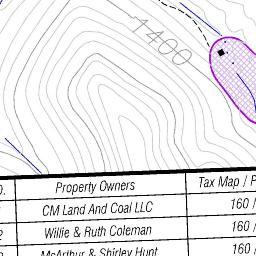 1400
Property Owners Tax Map / P
CM Land And Coal LLC 160 /
2 Willie & Ruth Coleman 160 /
McArthur & Shirley Hunt 160 /